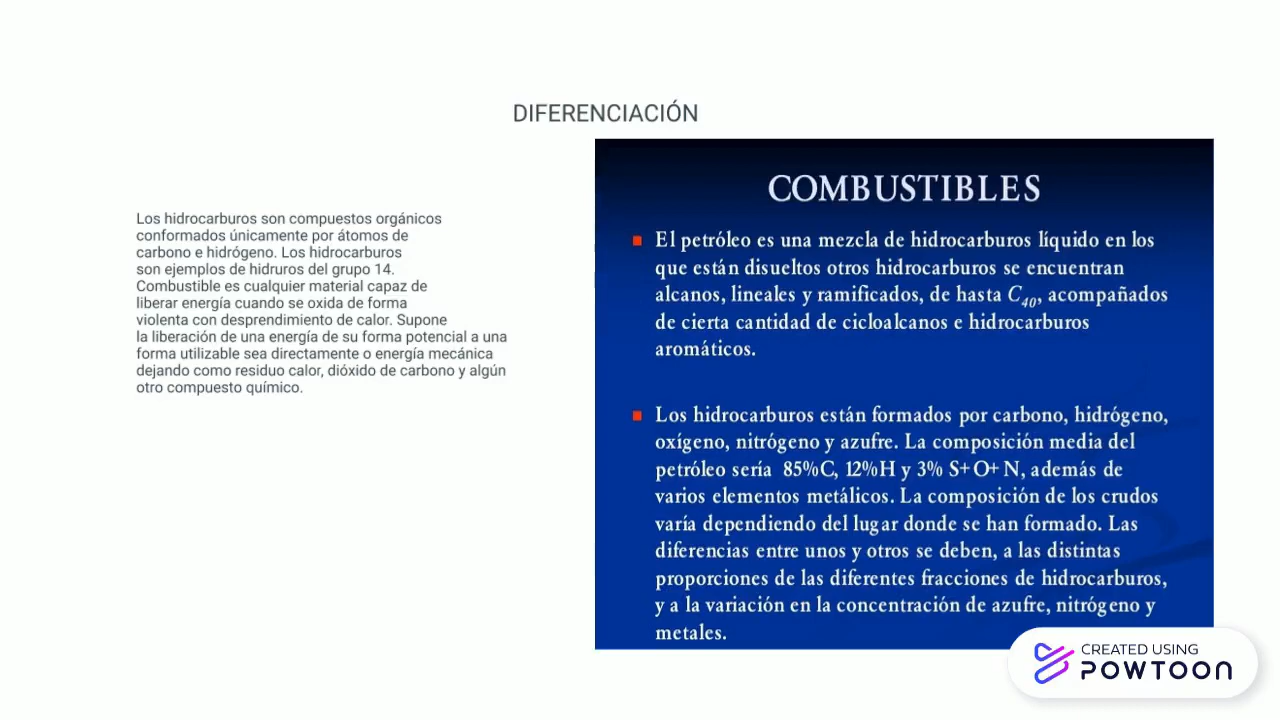 DIFERENCIACIÓN
Los hidrocarburos son compuestos orgánicos
conformados únicamente por átomos de
carbono e hidrógeno. Los hidrocarburos
son ejemplos de hidruros del grupo 14.
Combustible es cualquier material capaz de
liberar energía cuando se oxida de forma
violenta con desprendimiento de calor. Supone
la liberación de una energía de su forma potencial a una
forma utilizable sea directamente o energía mecánica
dejando como residuo calor, dióxido de carbono y algún
otro compuesto químico.
COMBUSTIBLES
El petróleo es una mezcla de hidrocarburos líquido en los
que están disueltos otros hidrocarburos se encuentran
alcanos, lineales y ramificados, de hasta C40, acompañados
de cierta cantidad de cicloalcanos e hidrocarburos
aromáticos.
Los hidrocarburos están formados por carbono, hidrógeno,
oxígeno, nitrógeno y azufre. La composición media del
petróleo sería 85%C, 12%H y 3% S+O+N, además de
varios elementos metálicos. La composición de los crudos
varía dependiendo del lugar donde se han formado. Las
diferencias entre unos y otros se deben, a las distintas
proporciones de las diferentes fracciones de hidrocarburos,
y a la variación en la concentración de azufre, nitrógeno y
metales.
CREATED USING
POWTOON